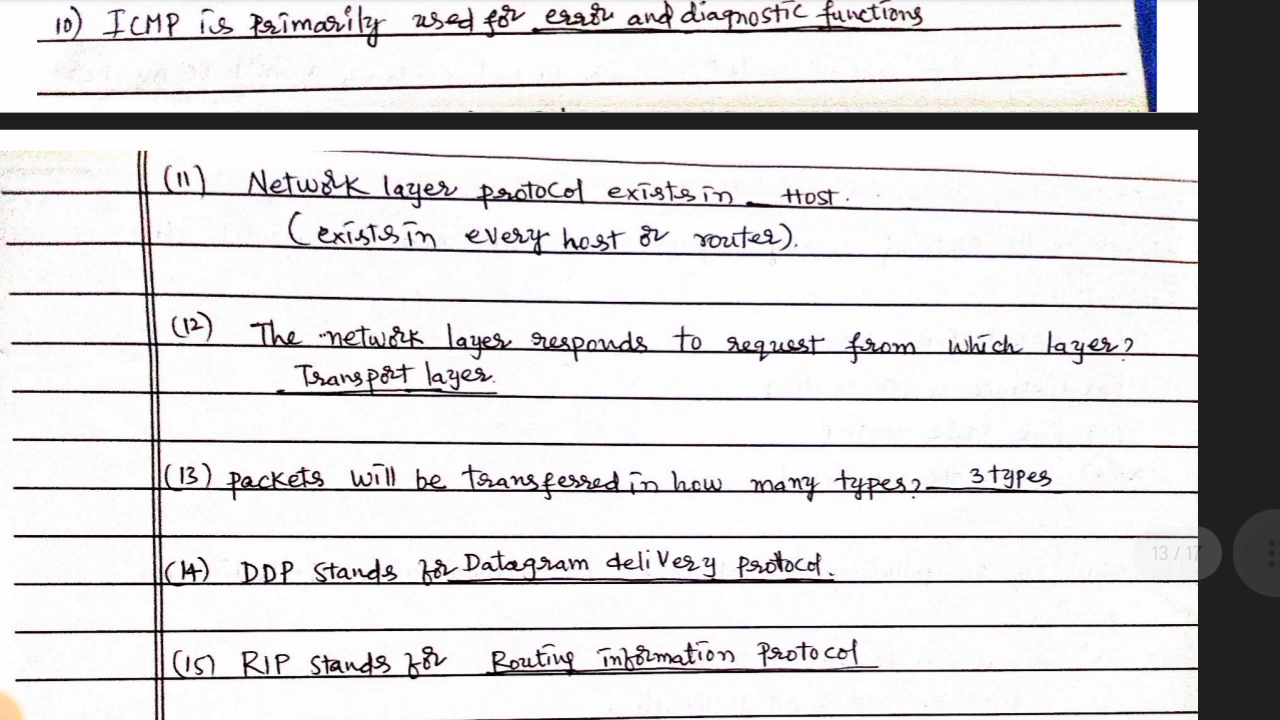 10) ICMP is primarily used for error and diagnostic functions
(11) Network layer protocol exists in Host.
(exists in every host or router).
(12) The network layer responds to request from which layer?
Transport layer.
(13) packets will be transferred in how many types? 3 types
(14) DDP stands for Datagram delivery protocol.
13 / 17
(15) RIP stands for Routing information protocol